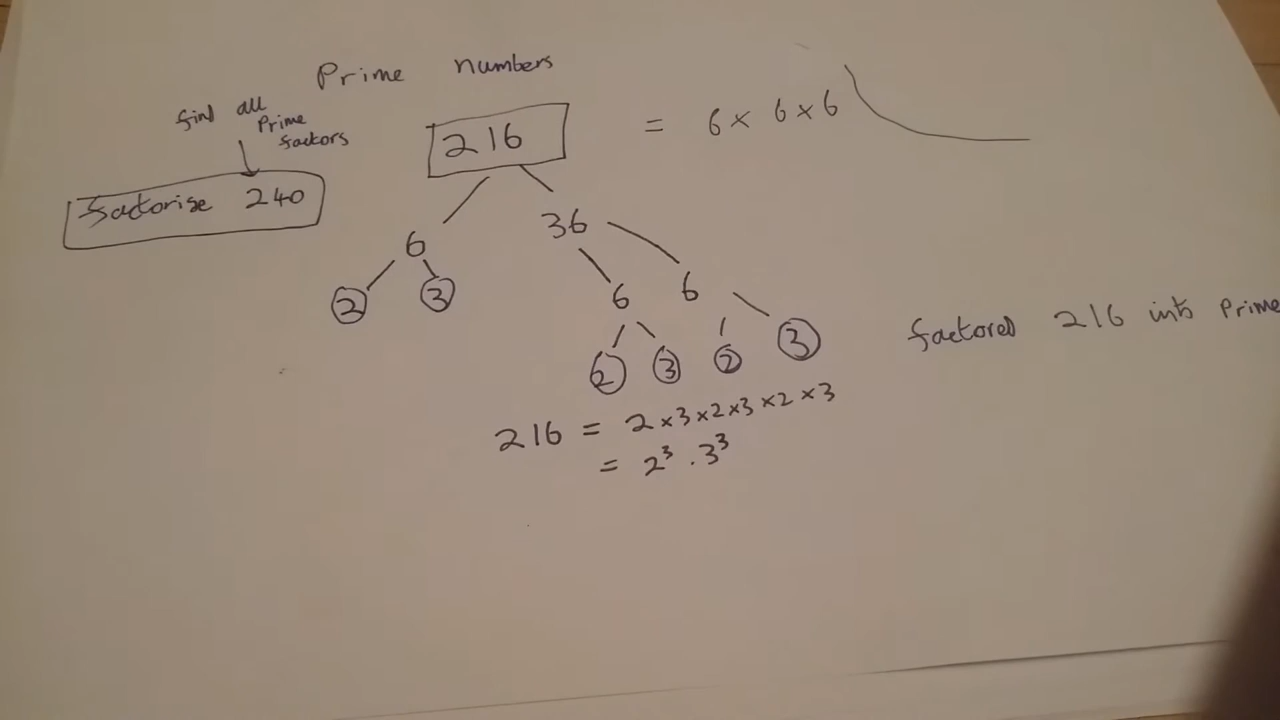 Prime numbers
find all
Prime
factors
factorise 240
216 = 6 × 6 × 6
6 36
2 3 6 6
2 3 2 3
factored 216 into Prime
216 = 2 × 3 × 2 × 3 × 2 × 3
= 2³ . 3³